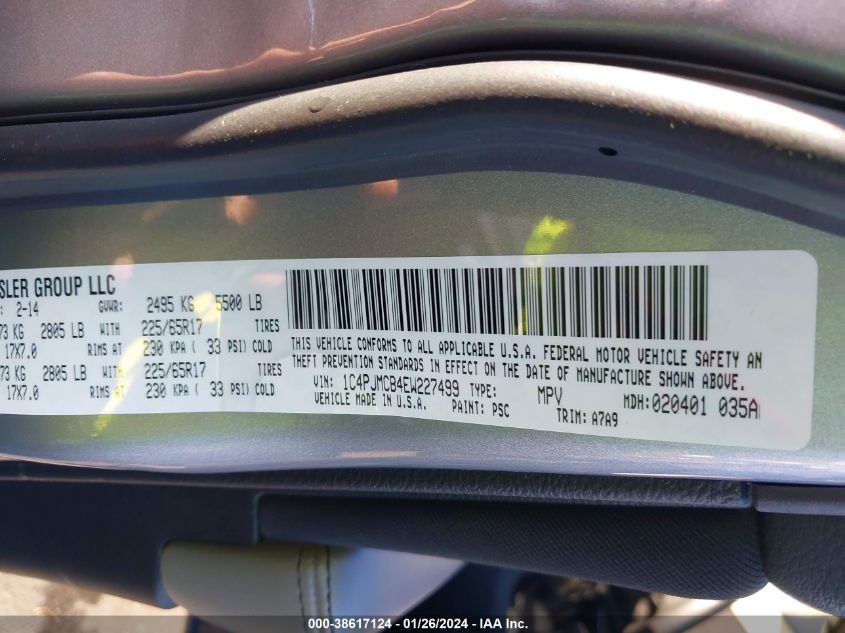 SLER GROUP LLC
: 2-14 GVWR: 2495 KG 5500 LB
73 KG 2805 LB WITH 225/65R17 TIRES
17X7.0 RIMS AT 230 KPA ( 33 PSI) COLD
73 KG 2805 LB WITH 225/65R17 TIRES
17X7.0 RIMS AT 230 KPA ( 33 PSI) COLD
THIS VEHICLE CONFORMS TO ALL APPLICABLE U.S.A. FEDERAL MOTOR VEHICLE SAFETY AN
THEFT PREVENTION STANDARDS IN EFFECT ON THE DATE OF MANUFACTURE SHOWN ABOVE.
VIN: 1C4PJMCB4EW227499 TYPE: MPV MDH:020401 035A
VEHICLE MADE IN U.S.A. PAINT: PSC TRIM: A7A9
000-38617124 - 01/26/2024 - IAA Inc.